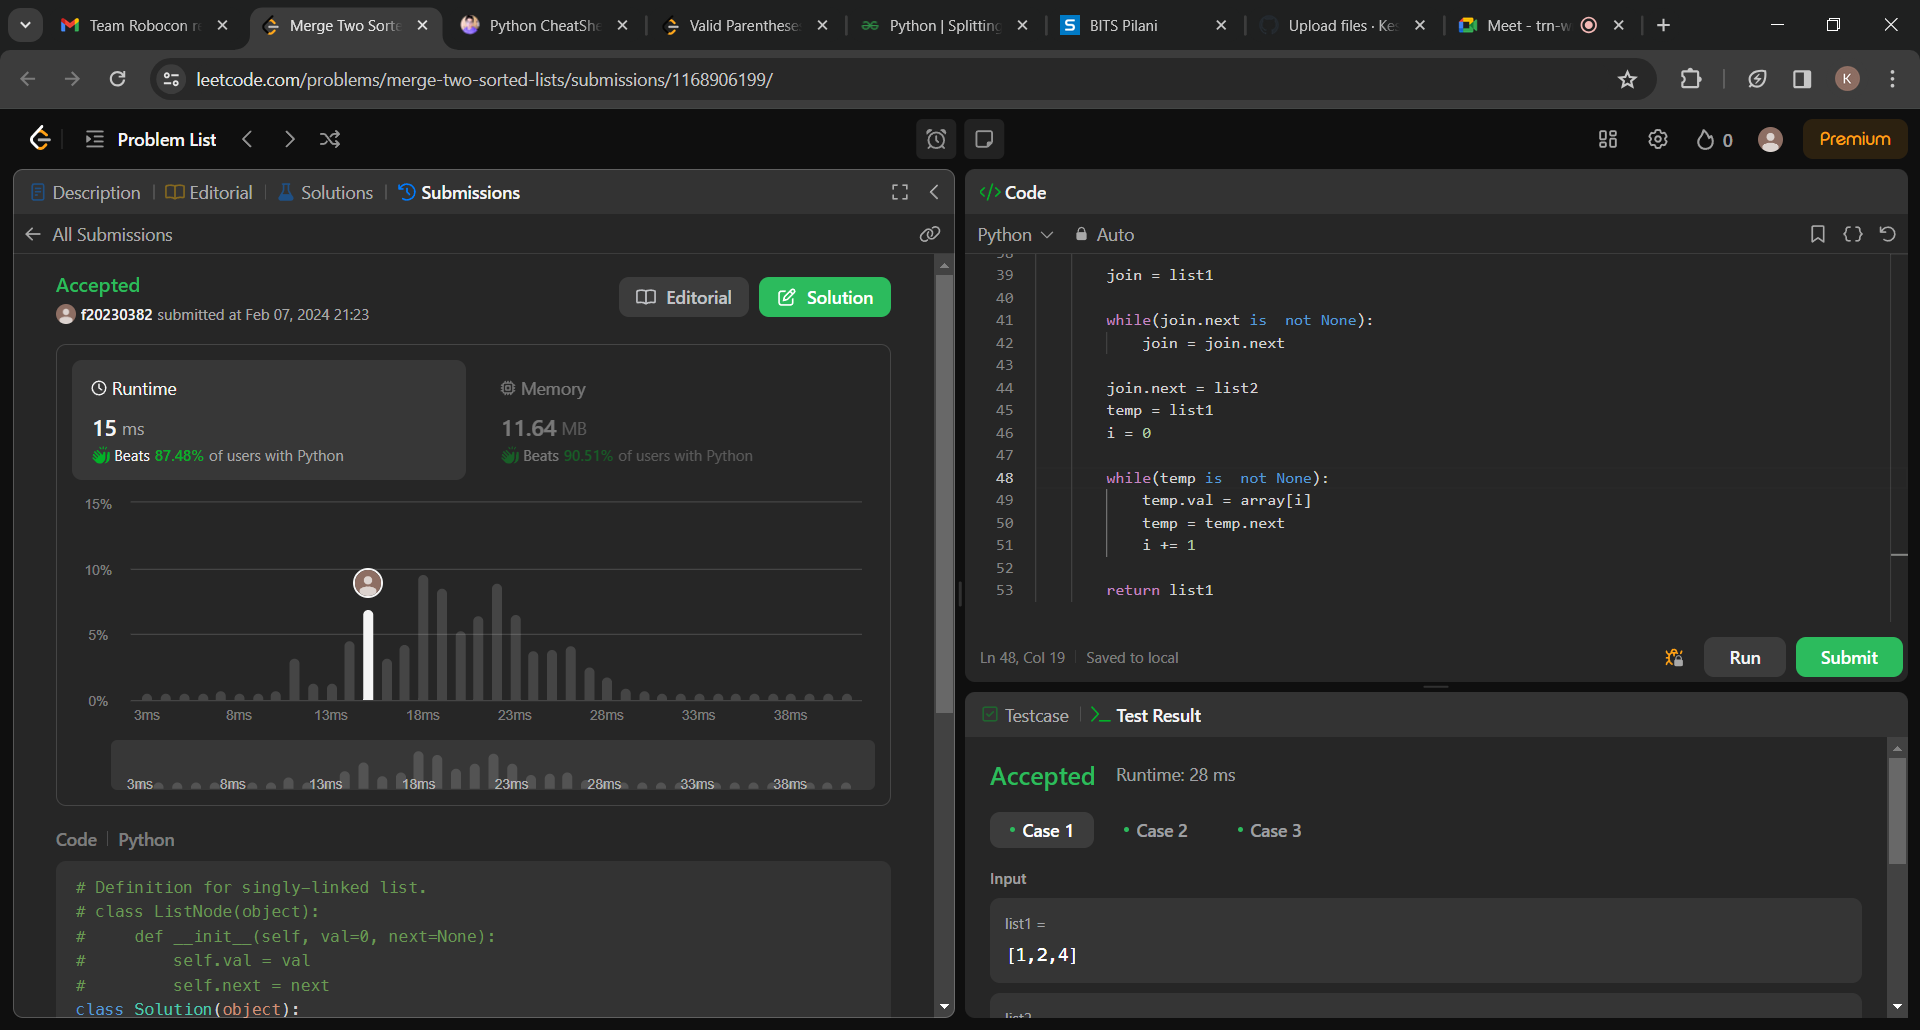 Team Robocon r
Merge Two Sorte
Python CheatShe
Valid Parenthese
Python | Splitting
BITS Pilani
Upload files · Ke
Meet - trn-w
leetcode.com/problems/merge-two-sorted-lists/submissions/1168906199/
K
Problem List
0
Premium
Description
Editorial
Solutions
Submissions
All Submissions
Accepted
f20230382 submitted at Feb 07, 2024 21:23
Editorial
Solution
Runtime
15 ms
Beats 87.48% of users with Python
Memory
11.64 MB
Beats 90.51% of users with Python
15%
10%
5%
0%
3ms 8ms 13ms 18ms 23ms 28ms 33ms 38ms
3ms 8ms 13ms 18ms 23ms 28ms 33ms 38ms
Code | Python
# Definition for singly-linked list.
# class ListNode(object):
#     def __init__(self, val=0, next=None):
#         self.val = val
#         self.next = next
class Solution(object):
</> Code
Python
Auto
38
39 join = list1
40
41 while(join.next is  not None):
42 join = join.next
43
44 join.next = list2
45 temp = list1
46 i = 0
47
48 while(temp is  not None):
49 temp.val = array[i]
50 temp = temp.next
51 i += 1
52
53 return list1
Ln 48, Col 19
Saved to local
Run
Submit
Testcase
Test Result
Accepted
Runtime: 28 ms
Case 1
Case 2
Case 3
Input
list1 =
[1,2,4]
list2